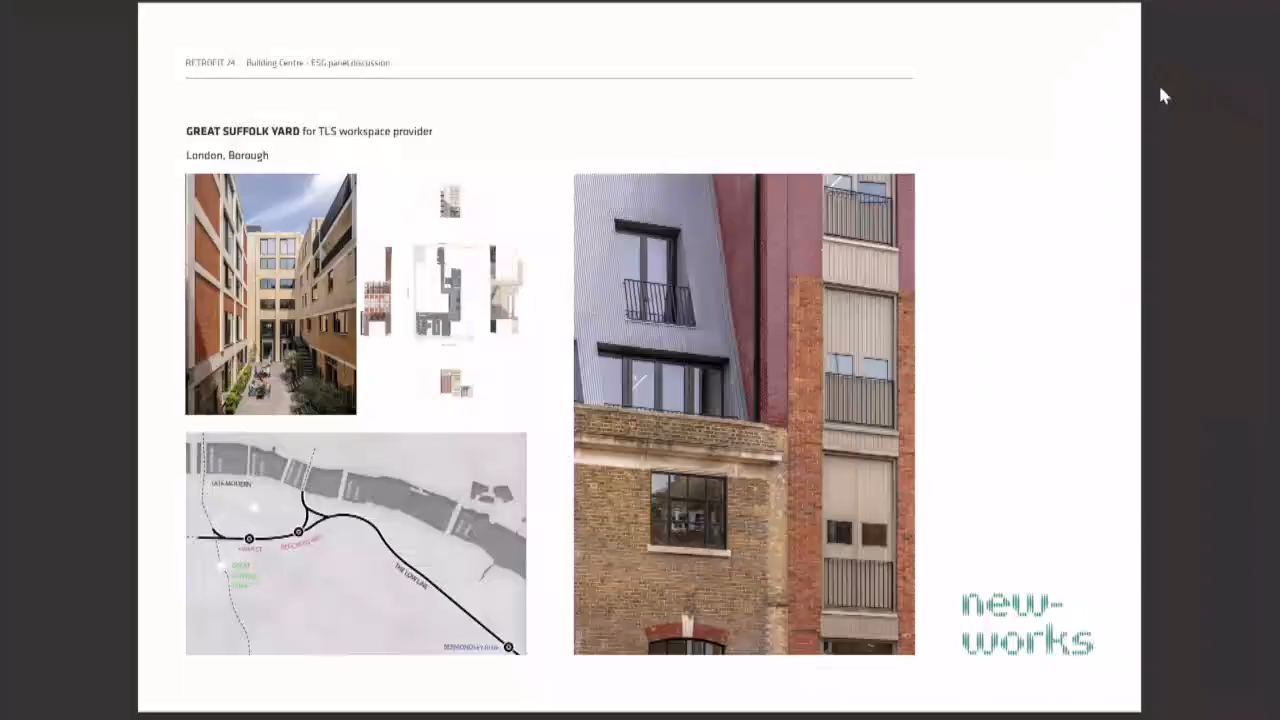 RETROFIT 24 Building Centre - ESG panel discussion
GREAT SUFFOLK YARD for TLS workspace provider
London, Borough
TATE MODERN
THE LOW LINE
GREAT
new-
works